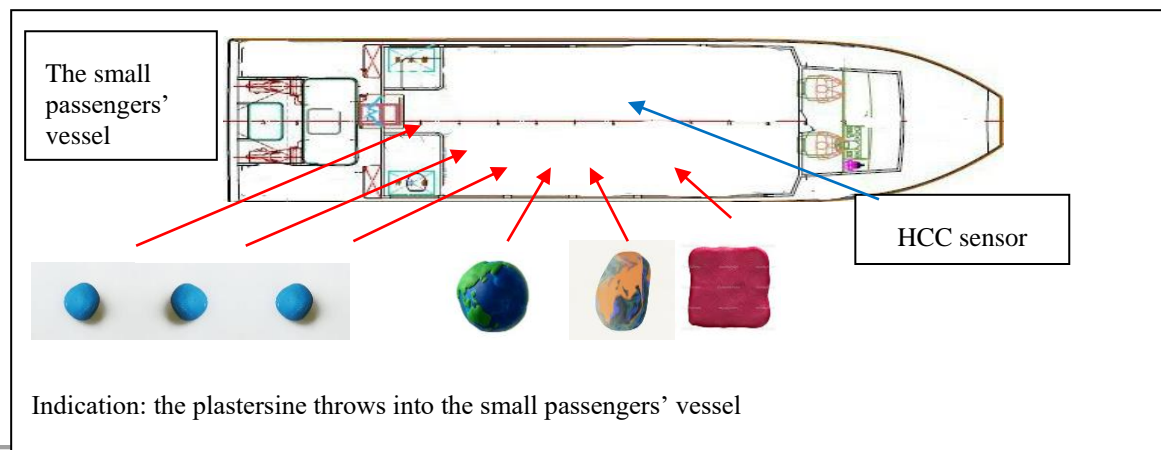 The small
passengers’
vessel
HCC sensor
Indication: the plastersine throws into the small passengers’ vessel